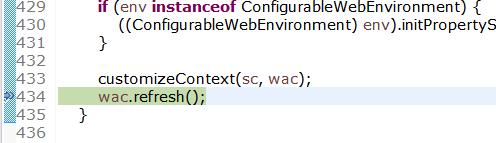 429 if (env instanceof ConfigurableWebEnvironment) {
430 ((ConfigurableWebEnvironment) env).initPropertyS
431 }
432
433 customizeContext(sc, wac);
434 wac.refresh();
435 }
436